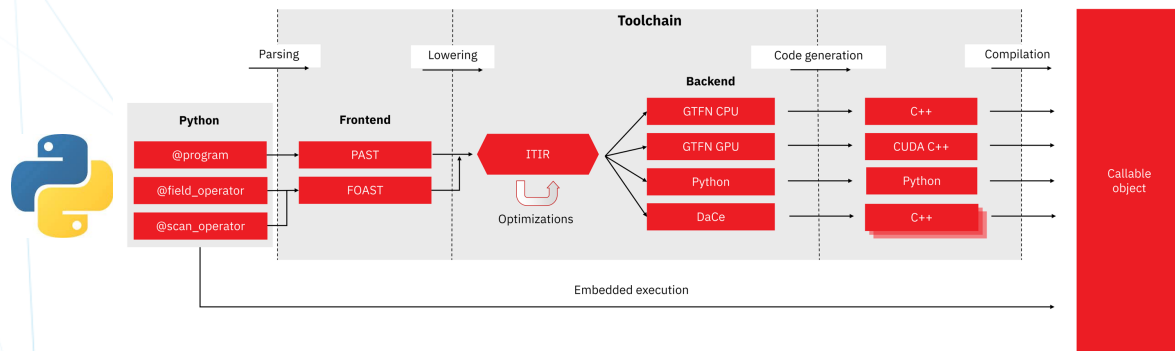 Toolchain
Parsing
Lowering
Code generation
Compilation
Python
Frontend
Backend
@program
@field_operator
@scan_operator
PAST
FOAST
ITIR
Optimizations
GTFN CPU
GTFN GPU
Python
DaCe
C++
CUDA C++
Python
C++
Callable
object
Embedded execution